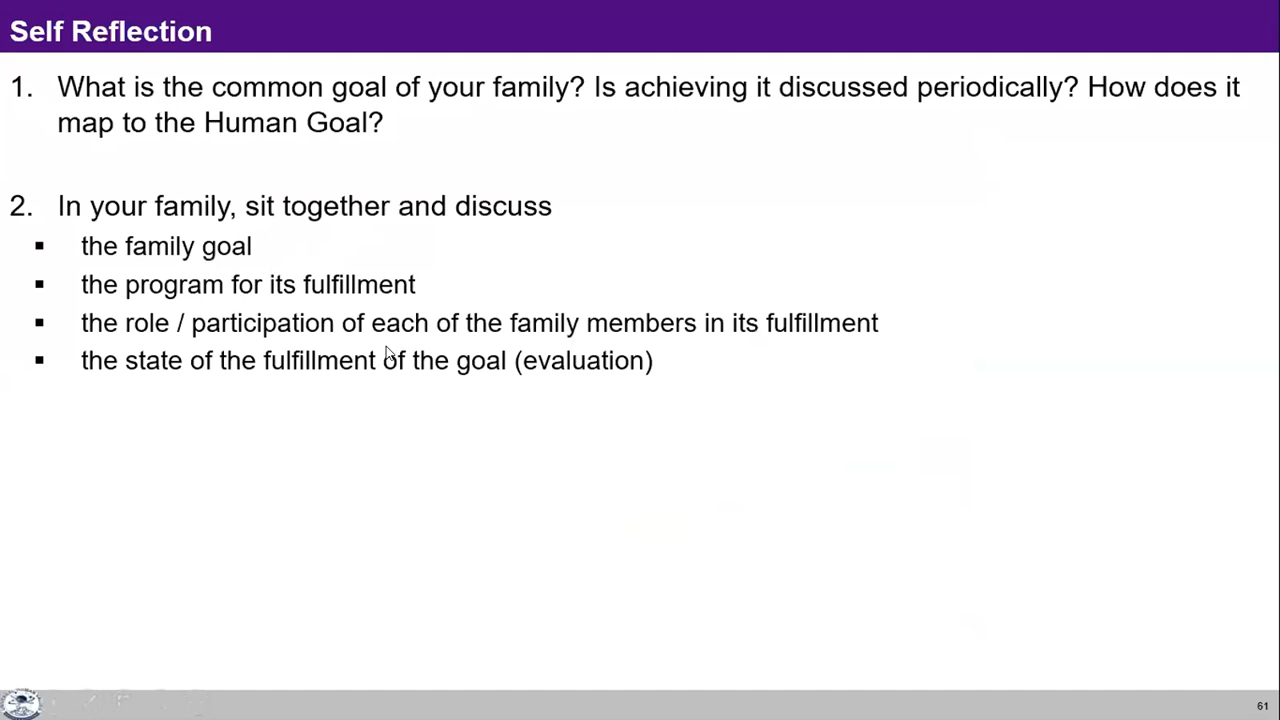 Self Reflection
1. What is the common goal of your family? Is achieving it discussed periodically? How does it
map to the Human Goal?
2. In your family, sit together and discuss
▪ the family goal
▪ the program for its fulfillment
▪ the role / participation of each of the family members in its fulfillment
▪ the state of the fulfillment of the goal (evaluation)
61